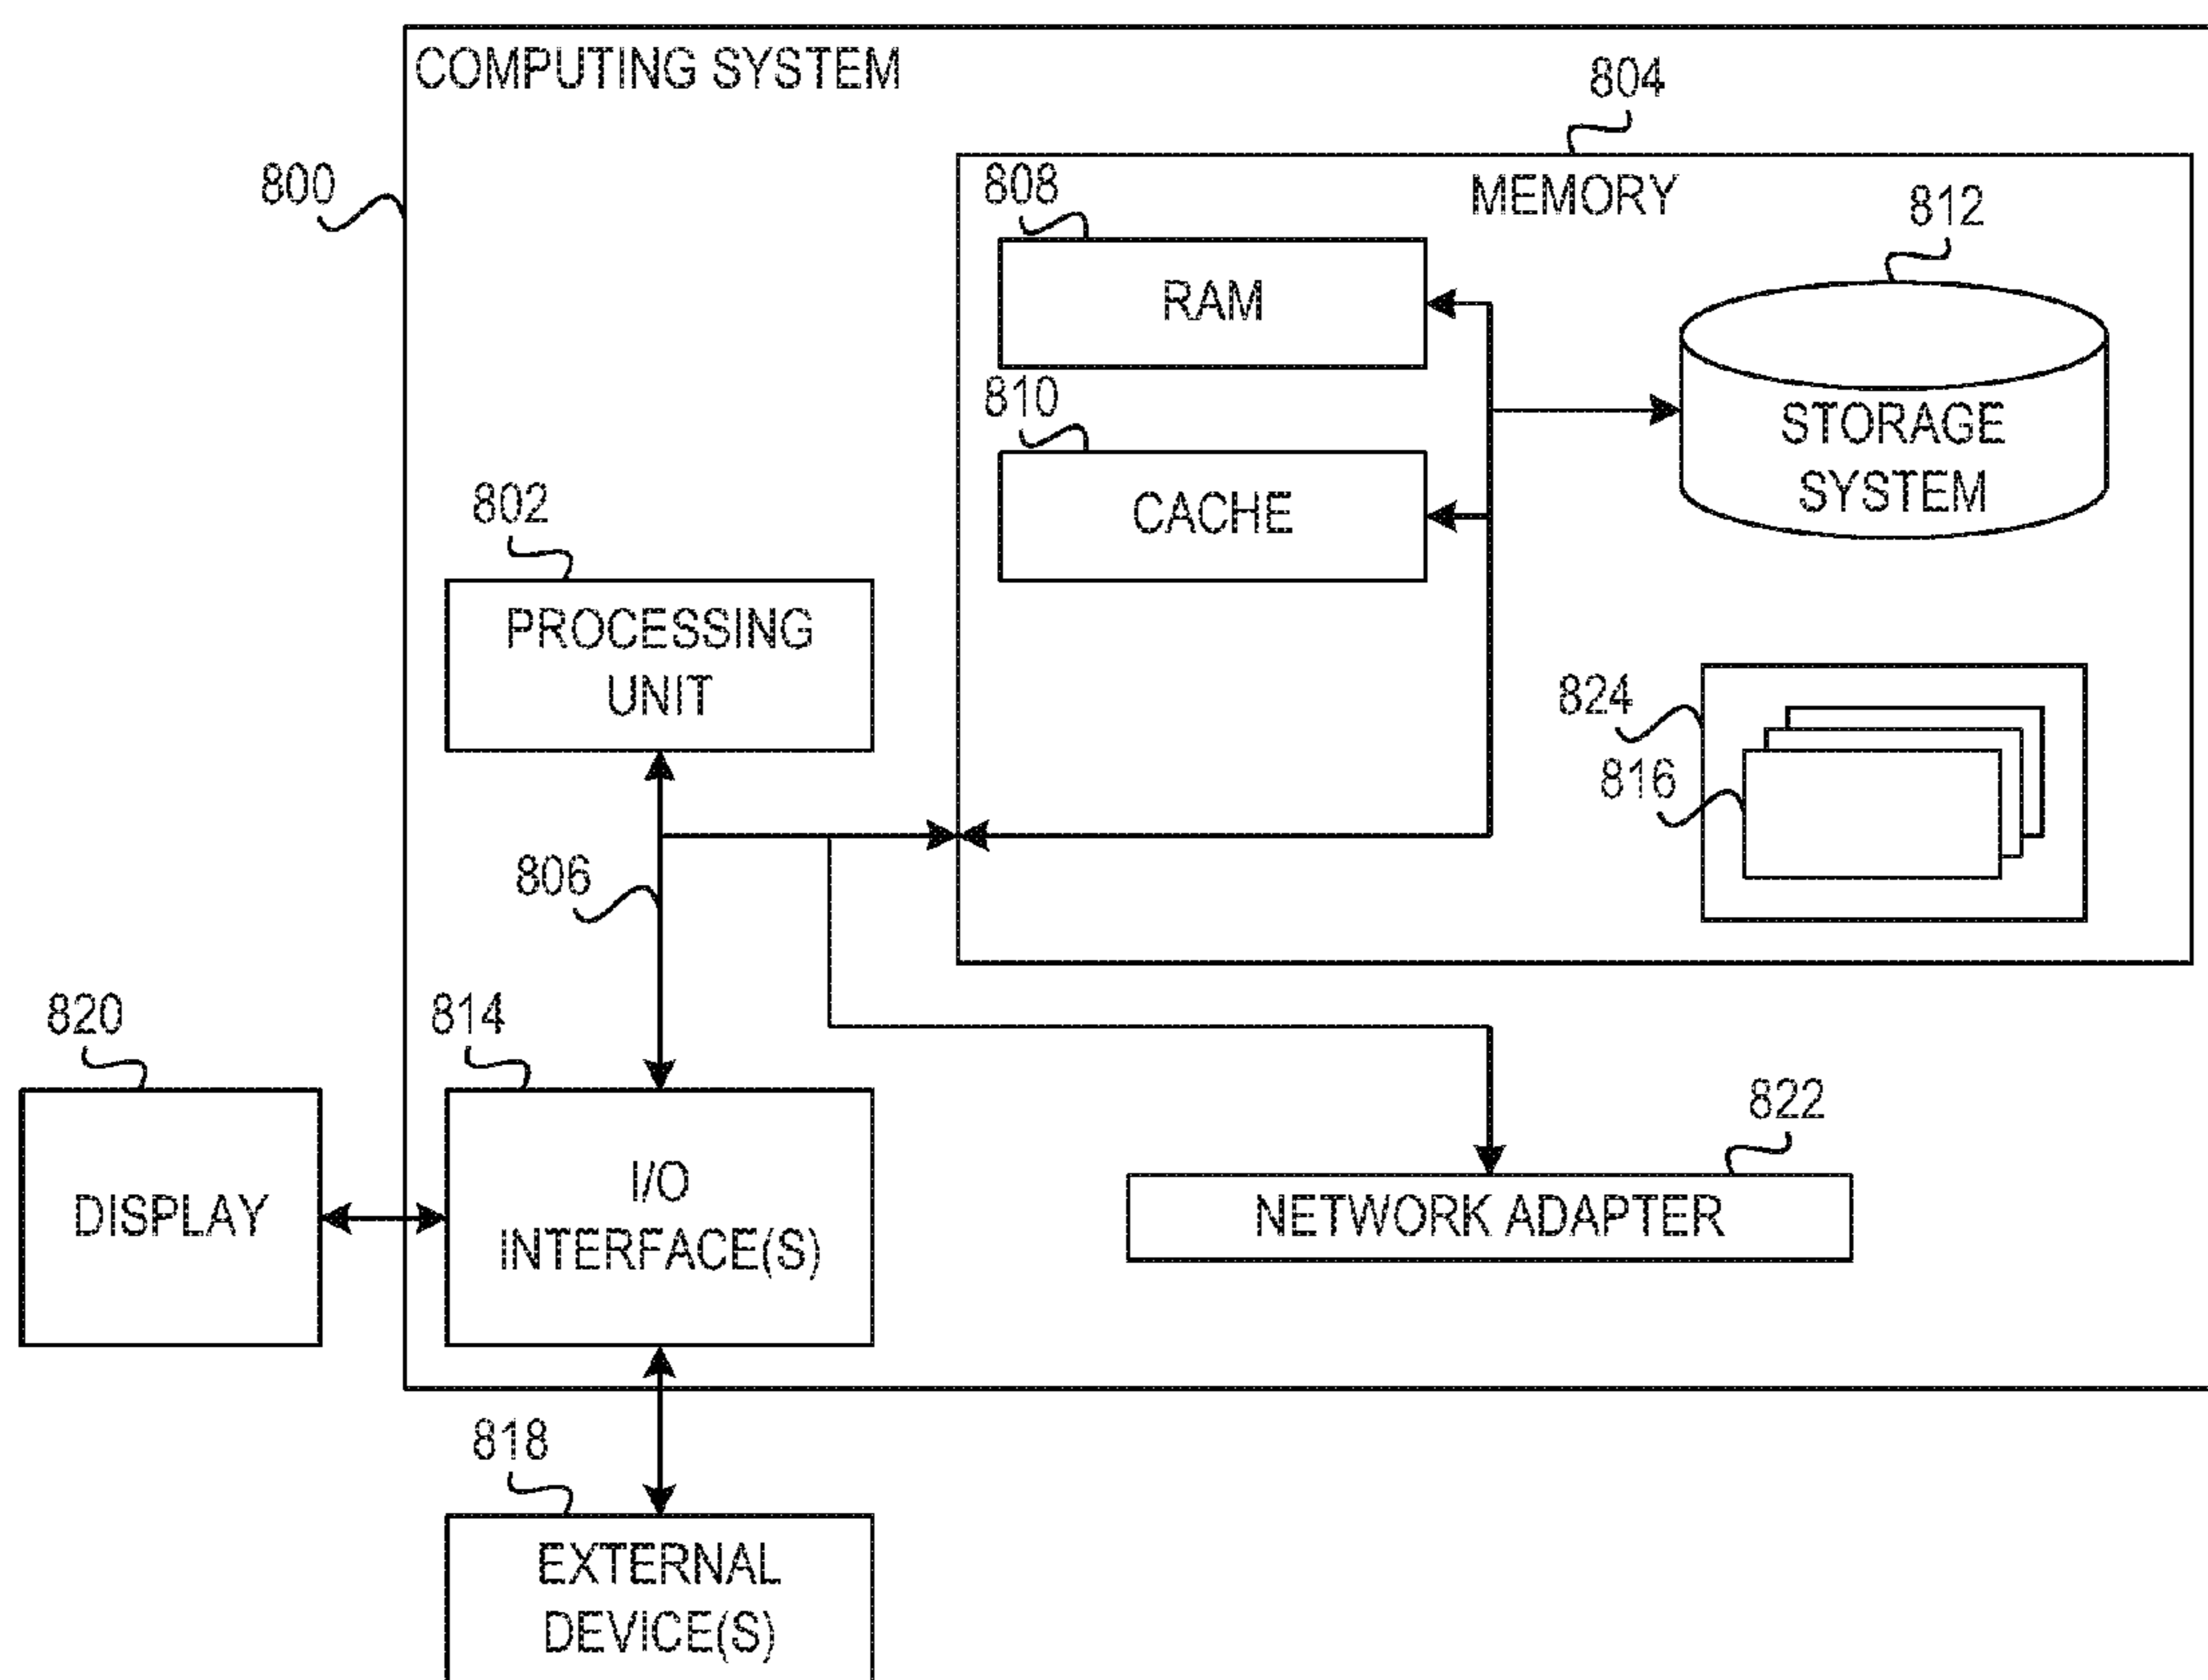 COMPUTING SYSTEM
804
800
808
MEMORY
812
RAM
810
STORAGE
SYSTEM
CACHE
802
PROCESSING
UNIT
824
816
806
820
814
822
DISPLAY
I/O
INTERFACE(S)
NETWORK ADAPTER
818
EXTERNAL
DEVICE(S)